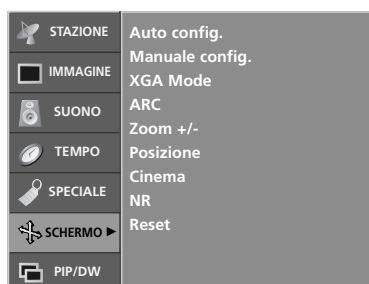 STAZIONE
IMMAGINE
SUONO
TEMPO
SPECIALE
SCHERMO ►
PIP/DW
Auto config.
Manuale config.
XGA Mode
ARC
Zoom +/-
Posizione
Cinema
NR
Reset